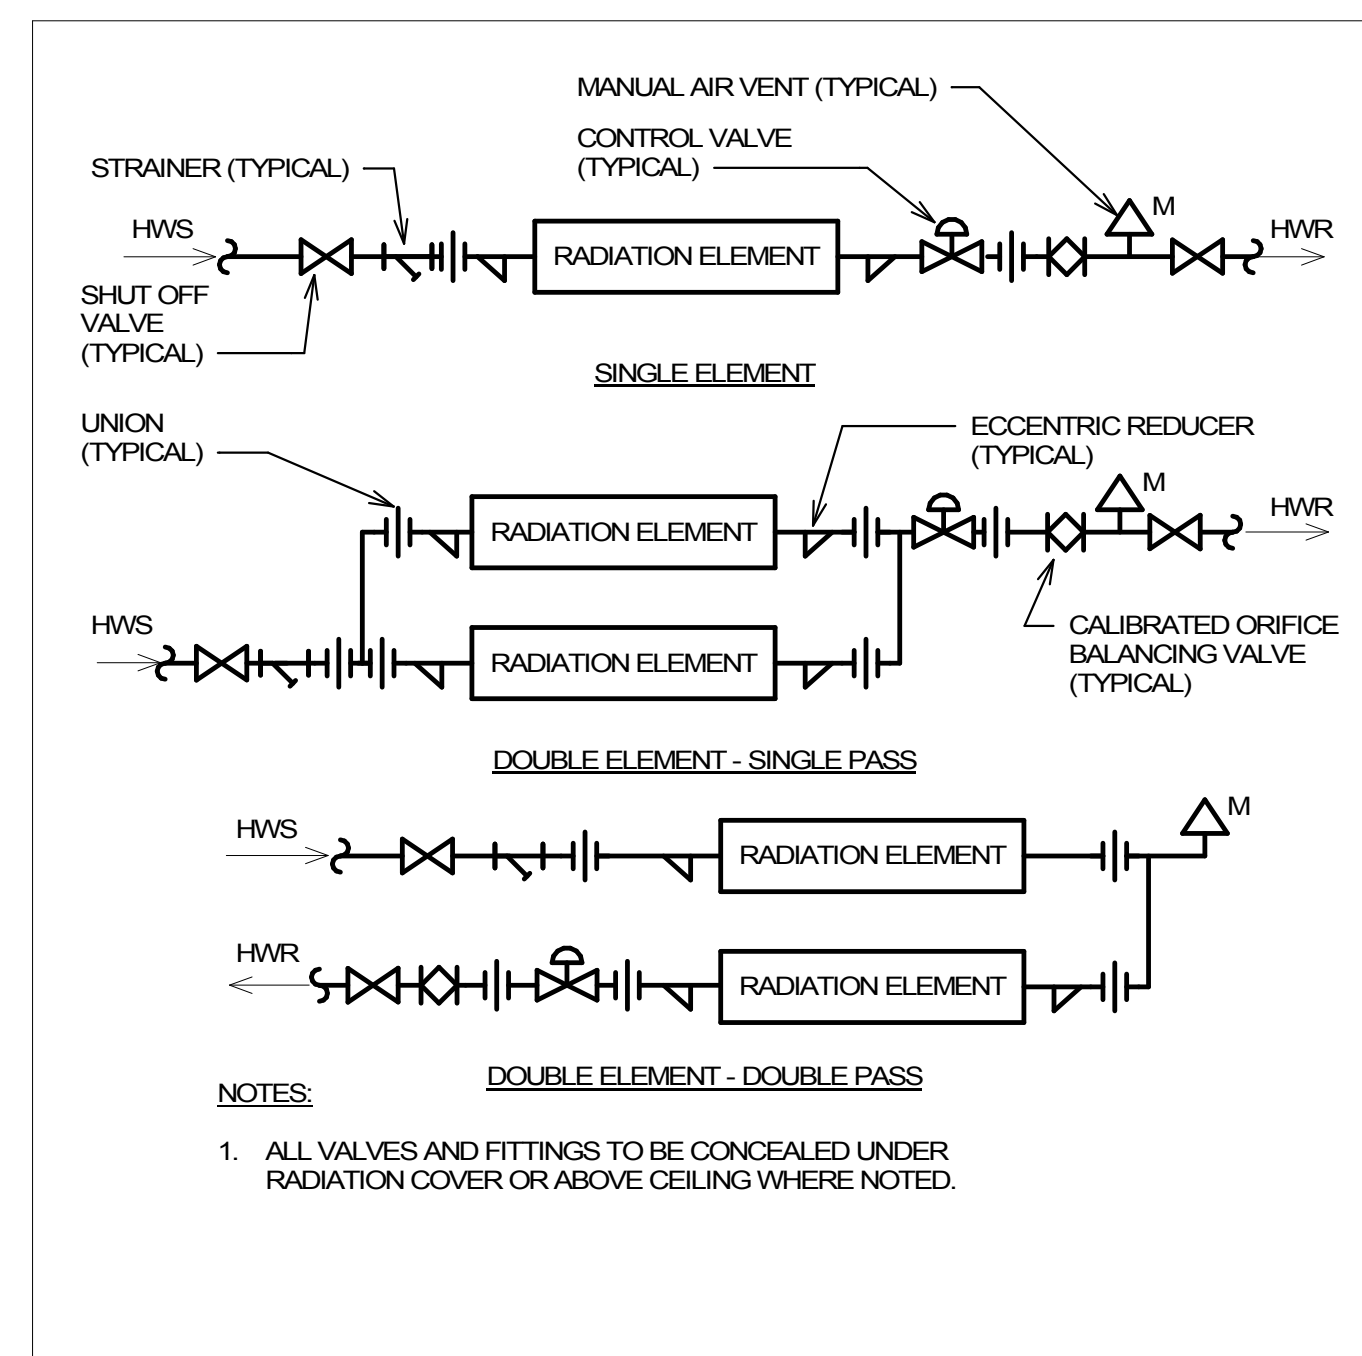 MANUAL AIR VENT (TYPICAL)
CONTROL VALVE
(TYPICAL)
STRAINER (TYPICAL)
M
HWS
HWR
RADIATION ELEMENT
SHUT OFF
VALVE
(TYPICAL)
SINGLE ELEMENT
UNION
(TYPICAL)
ECCENTRIC REDUCER
(TYPICAL)
M
HWR
RADIATION ELEMENT
HWS
RADIATION ELEMENT
CALIBRATED ORIFICE
BALANCING VALVE
(TYPICAL)
DOUBLE ELEMENT - SINGLE PASS
M
HWS
RADIATION ELEMENT
HWR
RADIATION ELEMENT
DOUBLE ELEMENT - DOUBLE PASS
NOTES:
1. ALL VALVES AND FITTINGS TO BE CONCEALED UNDER
RADIATION COVER OR ABOVE CEILING WHERE NOTED.